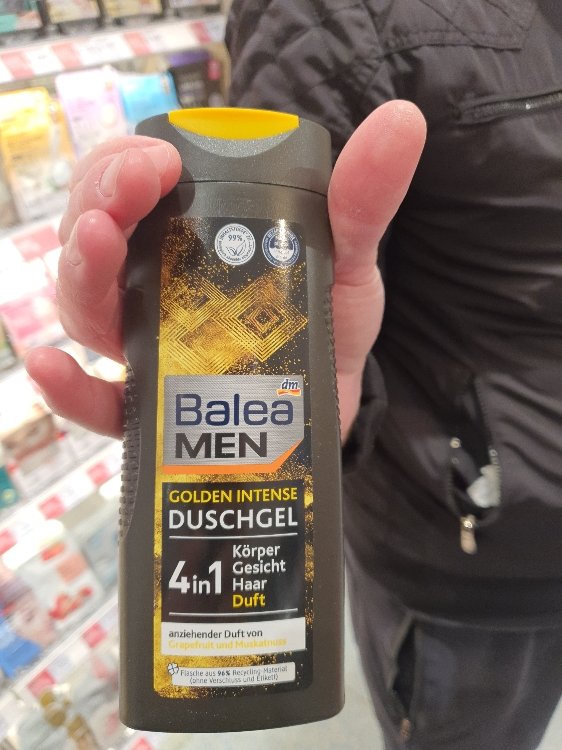 99%
dm
Balea
MEN
GOLDEN INTENSE
DUSCHGEL
4in1
Körper
Gesicht
Haar
Duft
anziehender Duft von
Grapefruit und Muskatnuss
Flasche aus 96% Recycling-Material
(ohne Verschluss und Etikett)